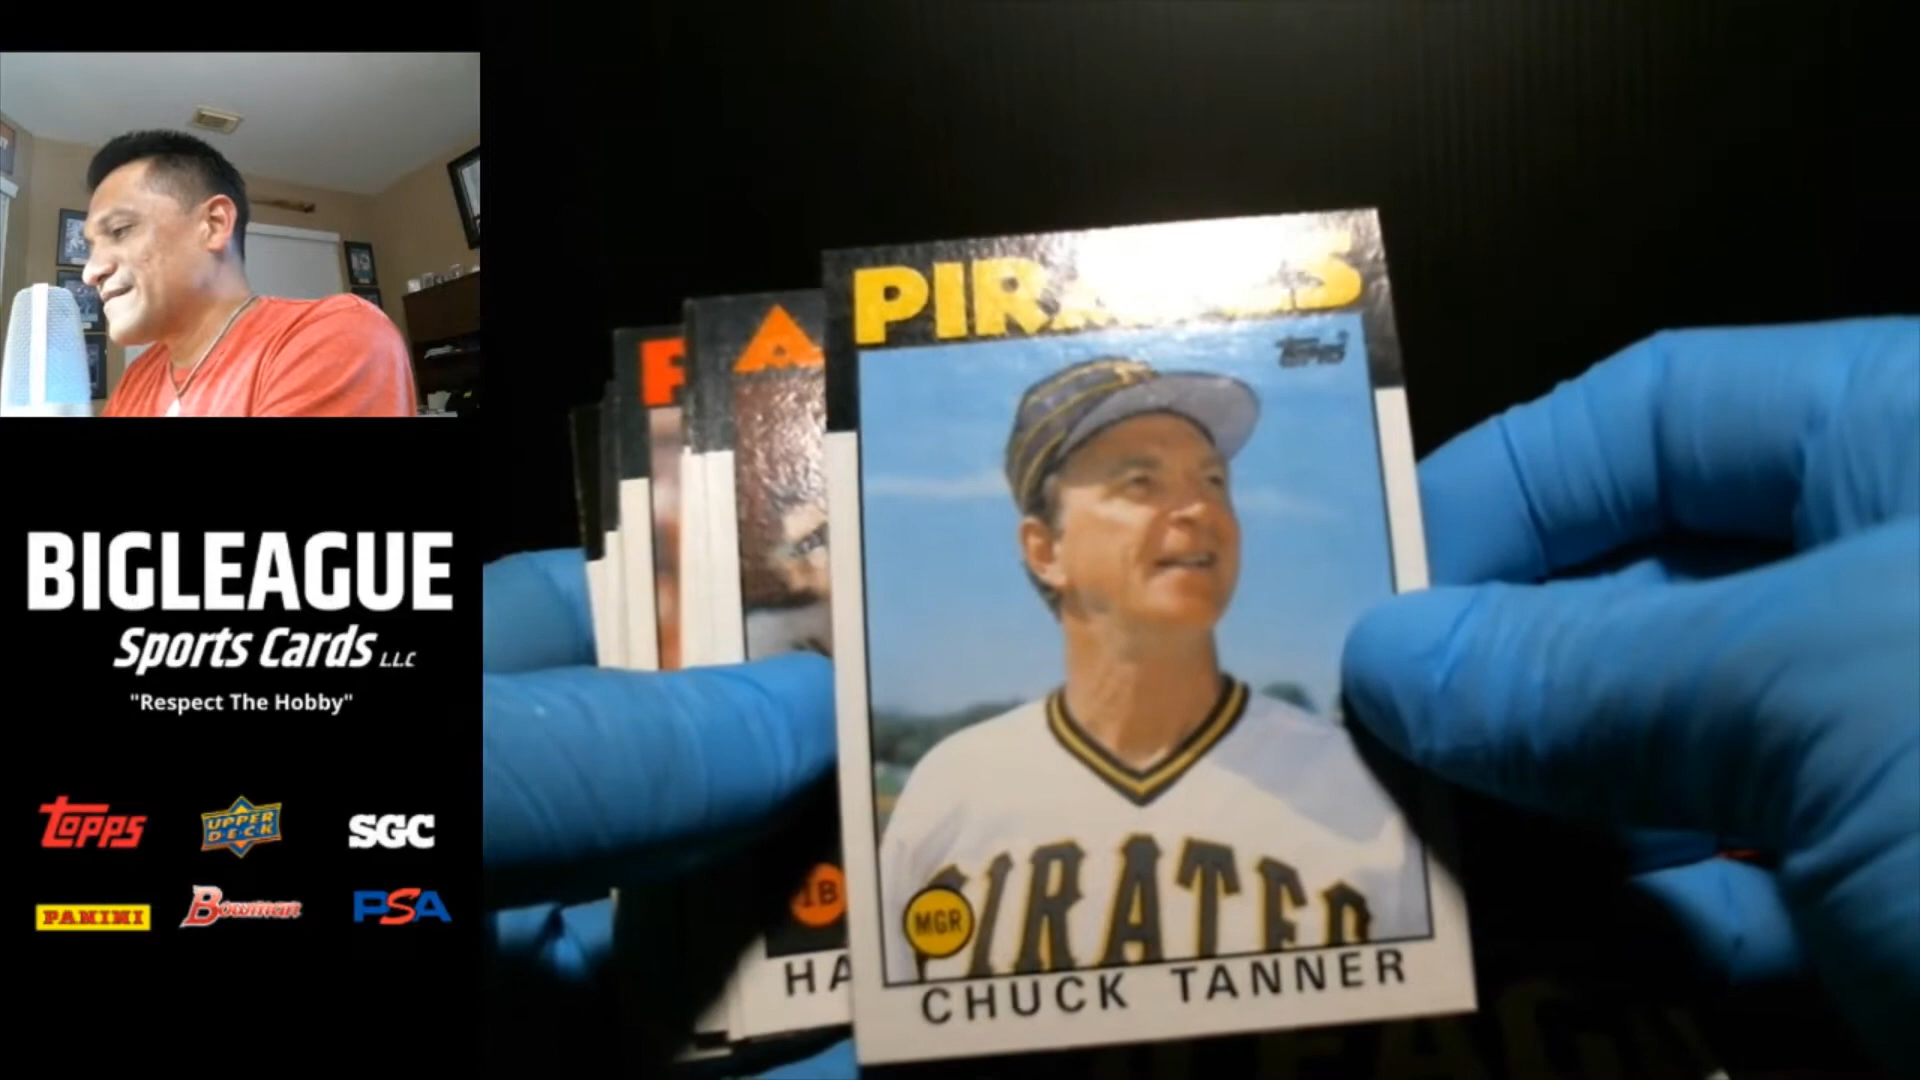 BIGLEAGUE
Sports Cards LLC
"Respect The Hobby"
Topps
UPPER
DECK
SGC
PANINI
Bowman
PSA
PIRATES
Topps
PIRATES
MGR
CHUCK TANNER
1B
HA